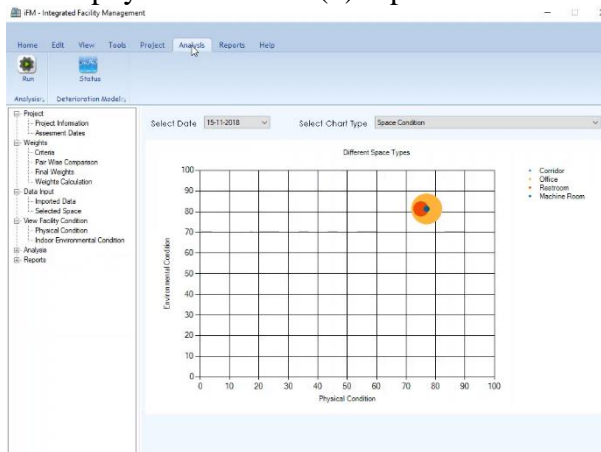 iFM - Integrated Facility Management
Home Edit View Tools Project Analysis Reports Help
Run Status
Analysis Deterioration Models
Project
Project Information
Assesment Dates
Weights
Criteria
Pair Wise Comparison
Final Weights
Weights Calculation
Data Input
Imported Data
Selected Space
View Facility Condition
Physical Condition
Indoor Environmental Condition
Analysis
Reports
Select Date 15-11-2018 Select Chart Type Space Condition
Different Space Types
100
90
80
70
60
50
40
30
20
10
0
Environmental Condition
0 10 20 30 40 50 60 70 80 90 100
Physical Condition
Corridor
Office
Restroom
Machine Room